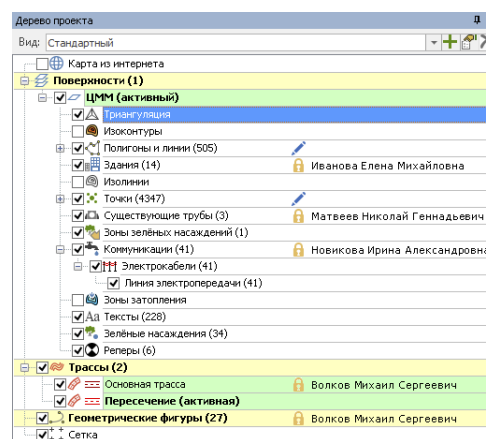 Дерево проекта
Вид: Стандартный
Карта из интернета
Поверхности (1)
ЦММ (активный)
Триангуляция
Изоконтуры
Полигоны и линии (505)
Здания (14) Иванова Елена Михайловна
Изолинии
Точки (4347)
Существующие трубы (3) Матвеев Николай Геннадьевич
Зоны зелёных насаждений (1)
Коммуникации (41) Новикова Ирина Александровна
Электрокабели (41)
Линия электропередачи (41)
Зоны затопления
Аа Тексты (228)
Зелёные насаждения (34)
Реперы (6)
Трассы (2)
Основная трасса Волков Михаил Сергеевич
Пересечение (активная)
Геометрические фигуры (27) Волков Михаил Сергеевич
Сетка